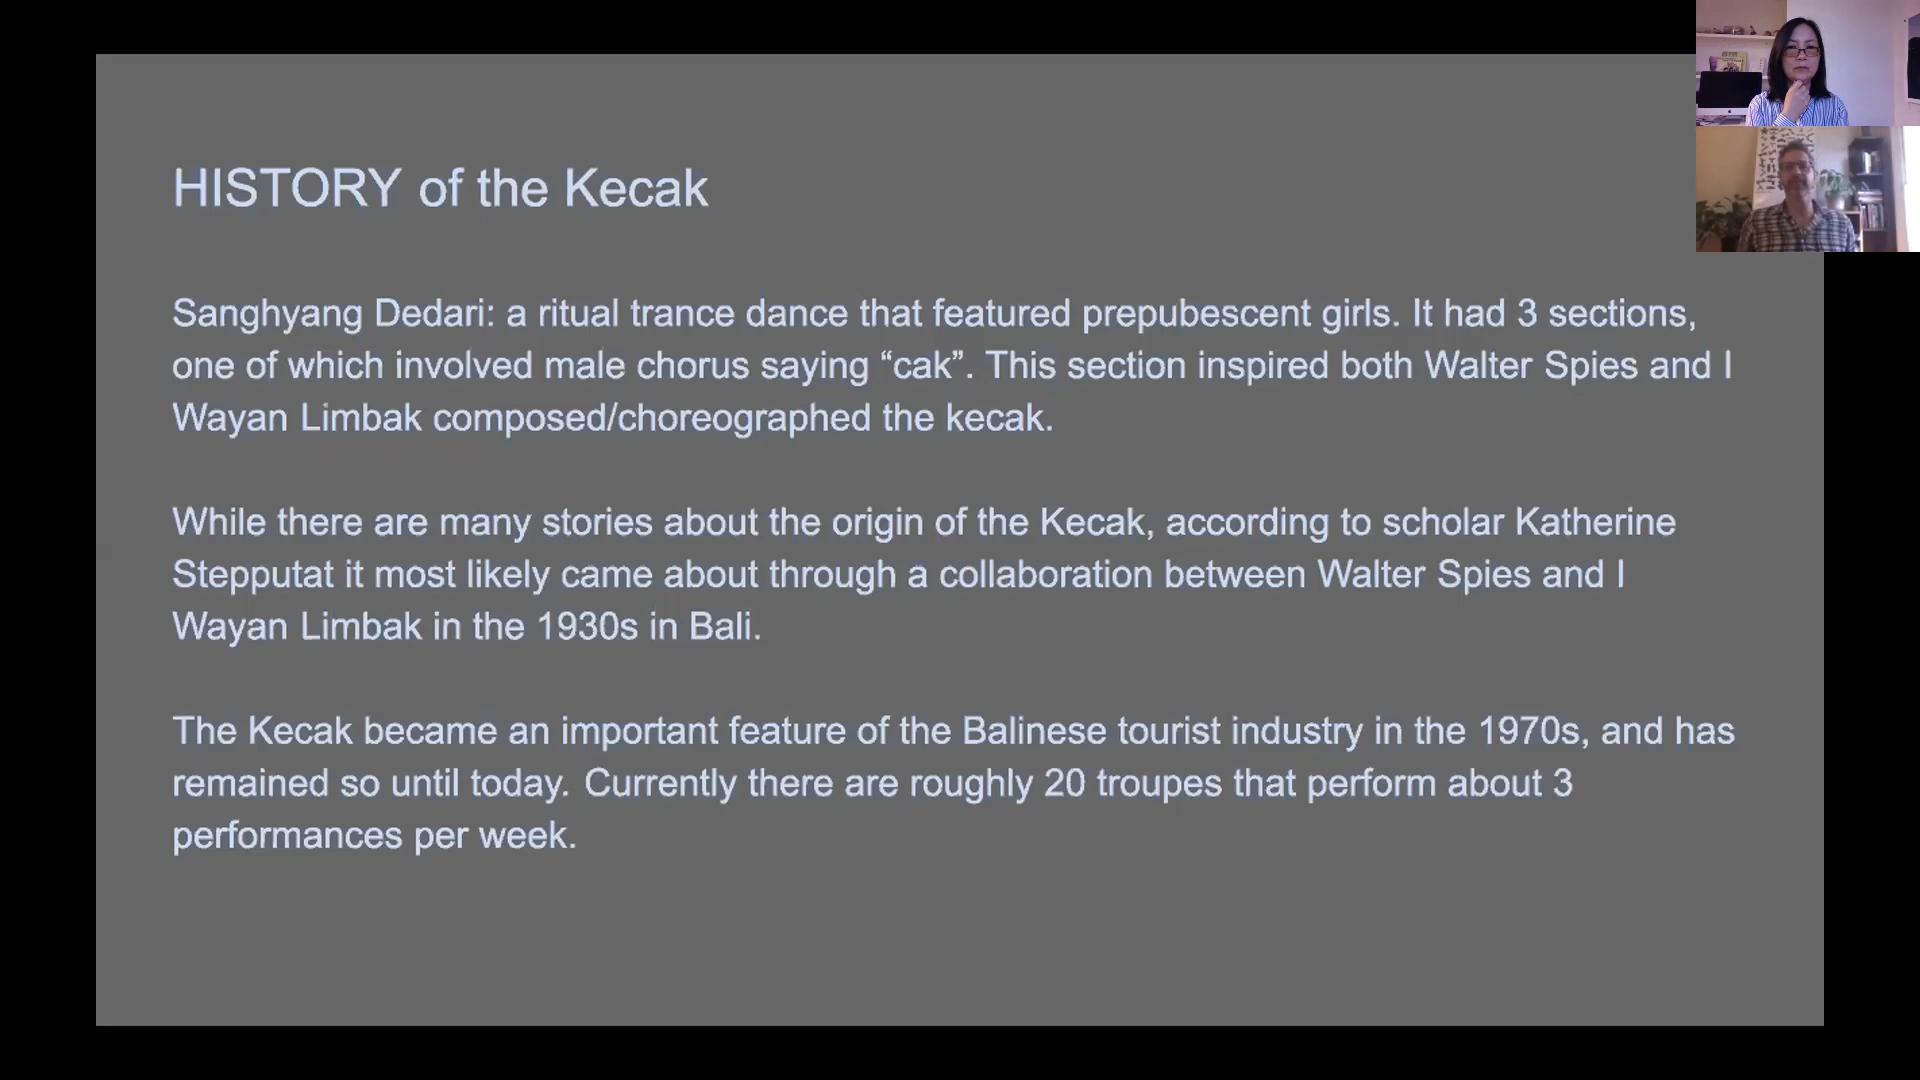 HISTORY of the Kecak
Sanghyang Dedari: a ritual trance dance that featured prepubescent girls. It had 3 sections,
one of which involved male chorus saying “cak”. This section inspired both Walter Spies and I
Wayan Limbak composed/choreographed the kecak.
While there are many stories about the origin of the Kecak, according to scholar Katherine
Stepputat it most likely came about through a collaboration between Walter Spies and I
Wayan Limbak in the 1930s in Bali.
The Kecak became an important feature of the Balinese tourist industry in the 1970s, and has
remained so until today. Currently there are roughly 20 troupes that perform about 3
performances per week.